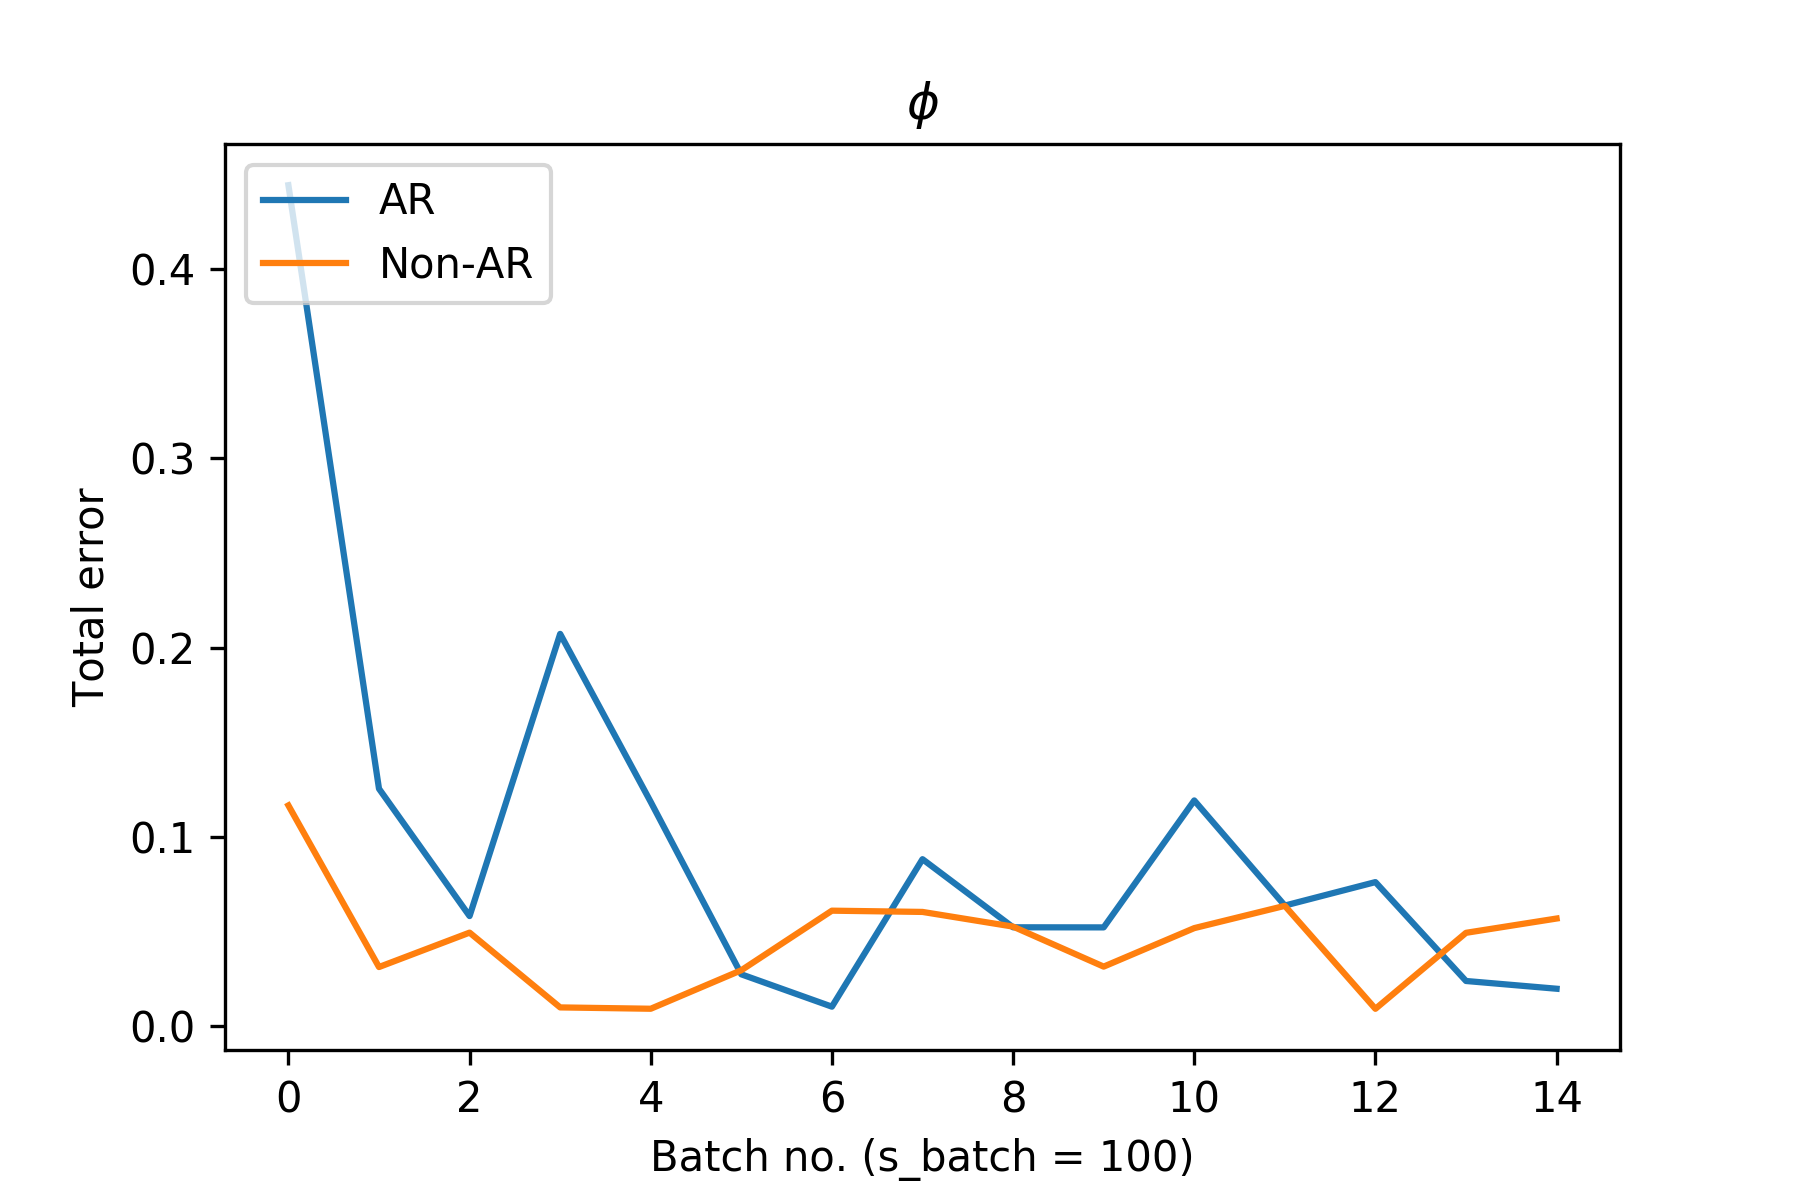 ϕ
AR
Non-AR
Total error
0.4
0.3
0.2
0.1
0.0
0 2 4 6 8 10 12 14
Batch no. (s_batch = 100)